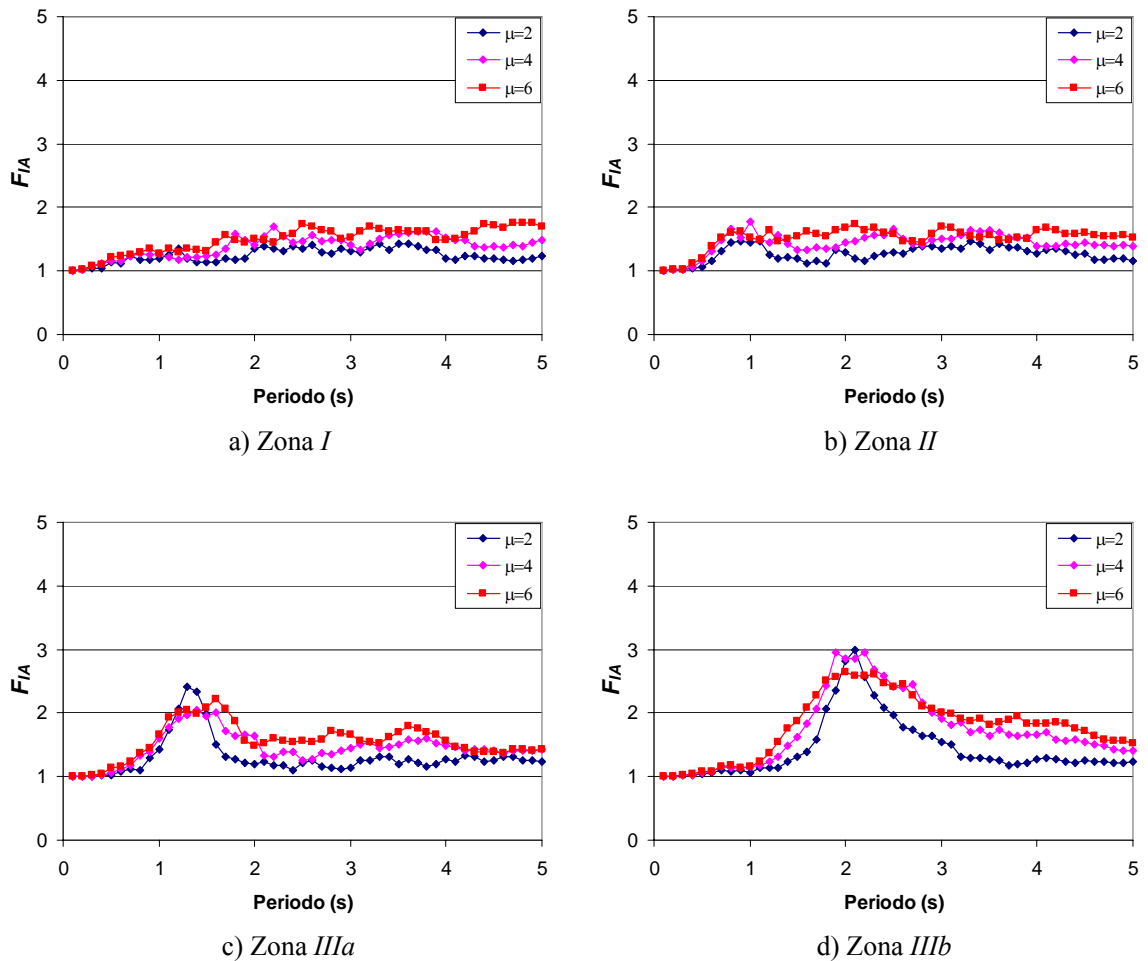 5
4
3
2
1
0
F_IA
0 1 2 3 4 5
Periodo (s)
μ=2
μ=4
μ=6
a) Zona I
5
4
3
2
1
0
F_IA
0 1 2 3 4 5
Periodo (s)
μ=2
μ=4
μ=6
b) Zona II
5
4
3
2
1
0
F_IA
0 1 2 3 4 5
Periodo (s)
μ=2
μ=4
μ=6
c) Zona IIIa
5
4
3
2
1
0
F_IA
0 1 2 3 4 5
Periodo (s)
μ=2
μ=4
μ=6
d) Zona IIIb